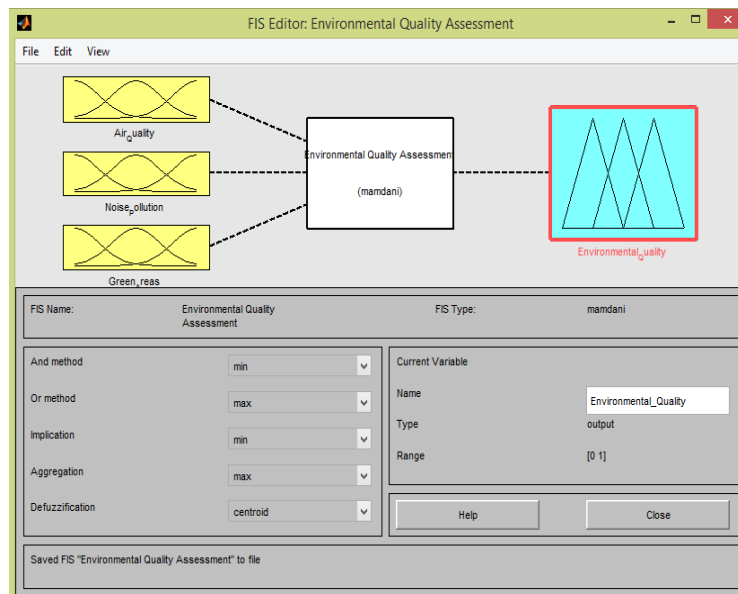 FIS Editor: Environmental Quality Assessment
File Edit View
Air_Quality
Noise_Pollution
Green_Areas
Environmental Quality Assessment
(mamdani)
Environmental_Quality
FIS Name:
Environmental Quality
Assessment
FIS Type:
mamdani
And method
min
Or method
max
Implication
min
Aggregation
max
Defuzzification
centroid
Current Variable
Name
Environmental_Quality
Type
output
Range
[0 1]
Help
Close
Saved FIS "Environmental Quality Assessment" to file